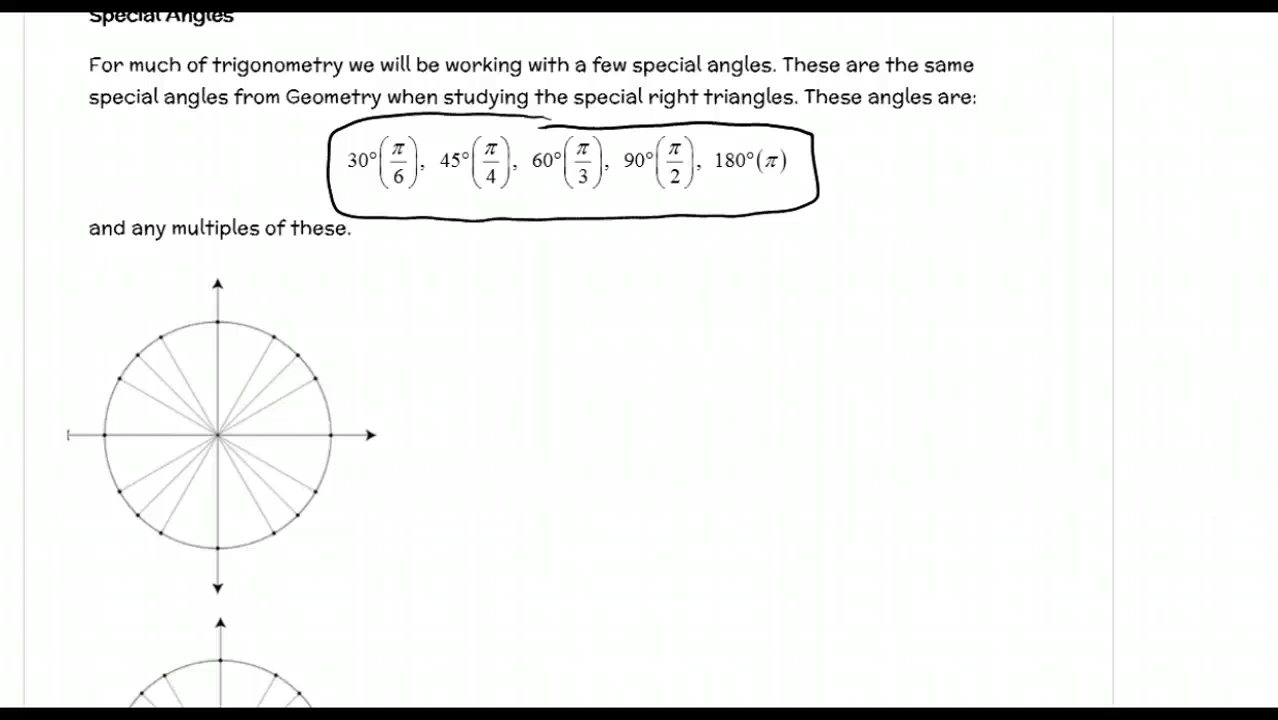 Special Angles
For much of trigonometry we will be working with a few special angles. These are the same
special angles from Geometry when studying the special right triangles. These angles are:
30°(π/6), 45°(π/4), 60°(π/3), 90°(π/2), 180°(π)
and any multiples of these.